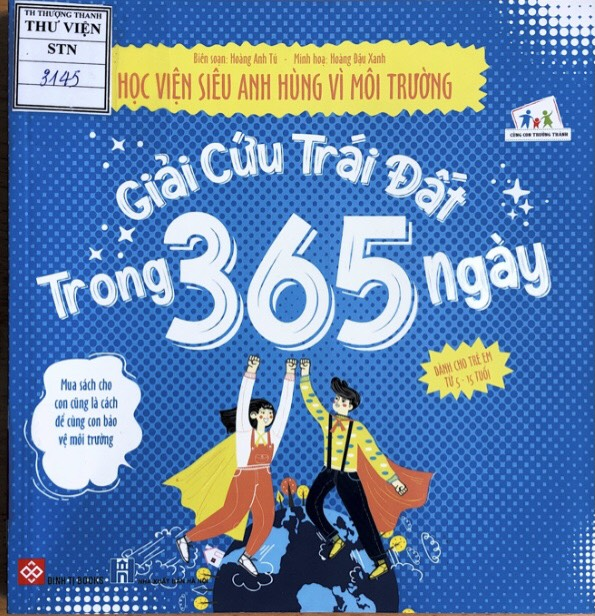 TH THƯỢNG THANH
THƯ VIỆN
STN
3145
Biên soạn: Hoàng Anh Tú - Minh hoạ: Hoàng Đậu Xanh
HỌC VIỆN SIÊU ANH HÙNG VÌ MÔI TRƯỜNG
CÙNG CON TRƯỞNG THÀNH
Giải Cứu Trái Đất
Trong 365 ngày
DÀNH CHO TRẺ EM
TỪ 5 - 15 TUỔI
Mua sách cho
con cũng là cách
để cùng con bảo
vệ môi trường
ĐINH TỊ BOOKS
NHÀ XUẤT BẢN HÀ NỘI